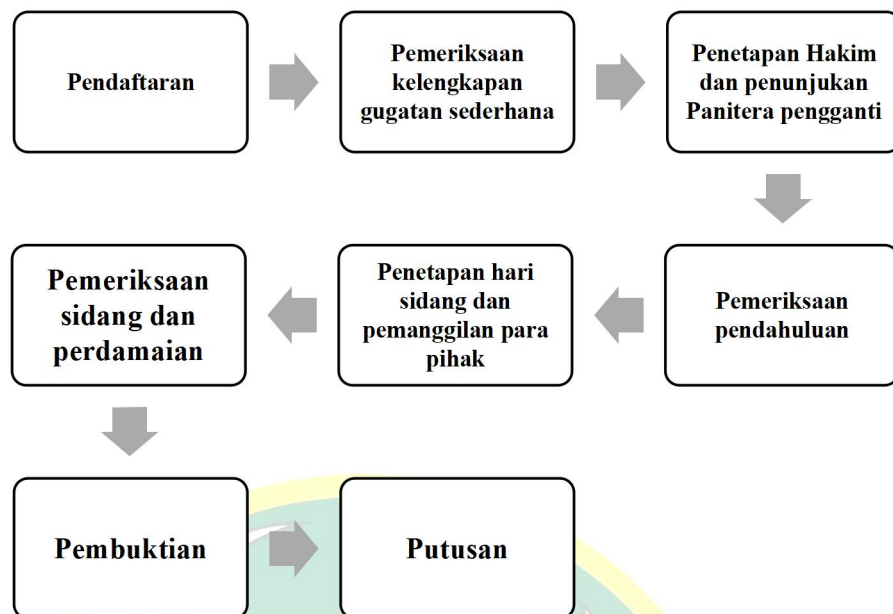 Pendaftaran
Pemeriksaan
kelengkapan
gugatan sederhana
Penetapan Hakim
dan penunjukan
Panitera pengganti
Pemeriksaan
pendahuluan
Penetapan hari
sidang dan
pemanggilan para
pihak
Pemeriksaan
sidang dan
perdamaian
Pembuktian
Putusan